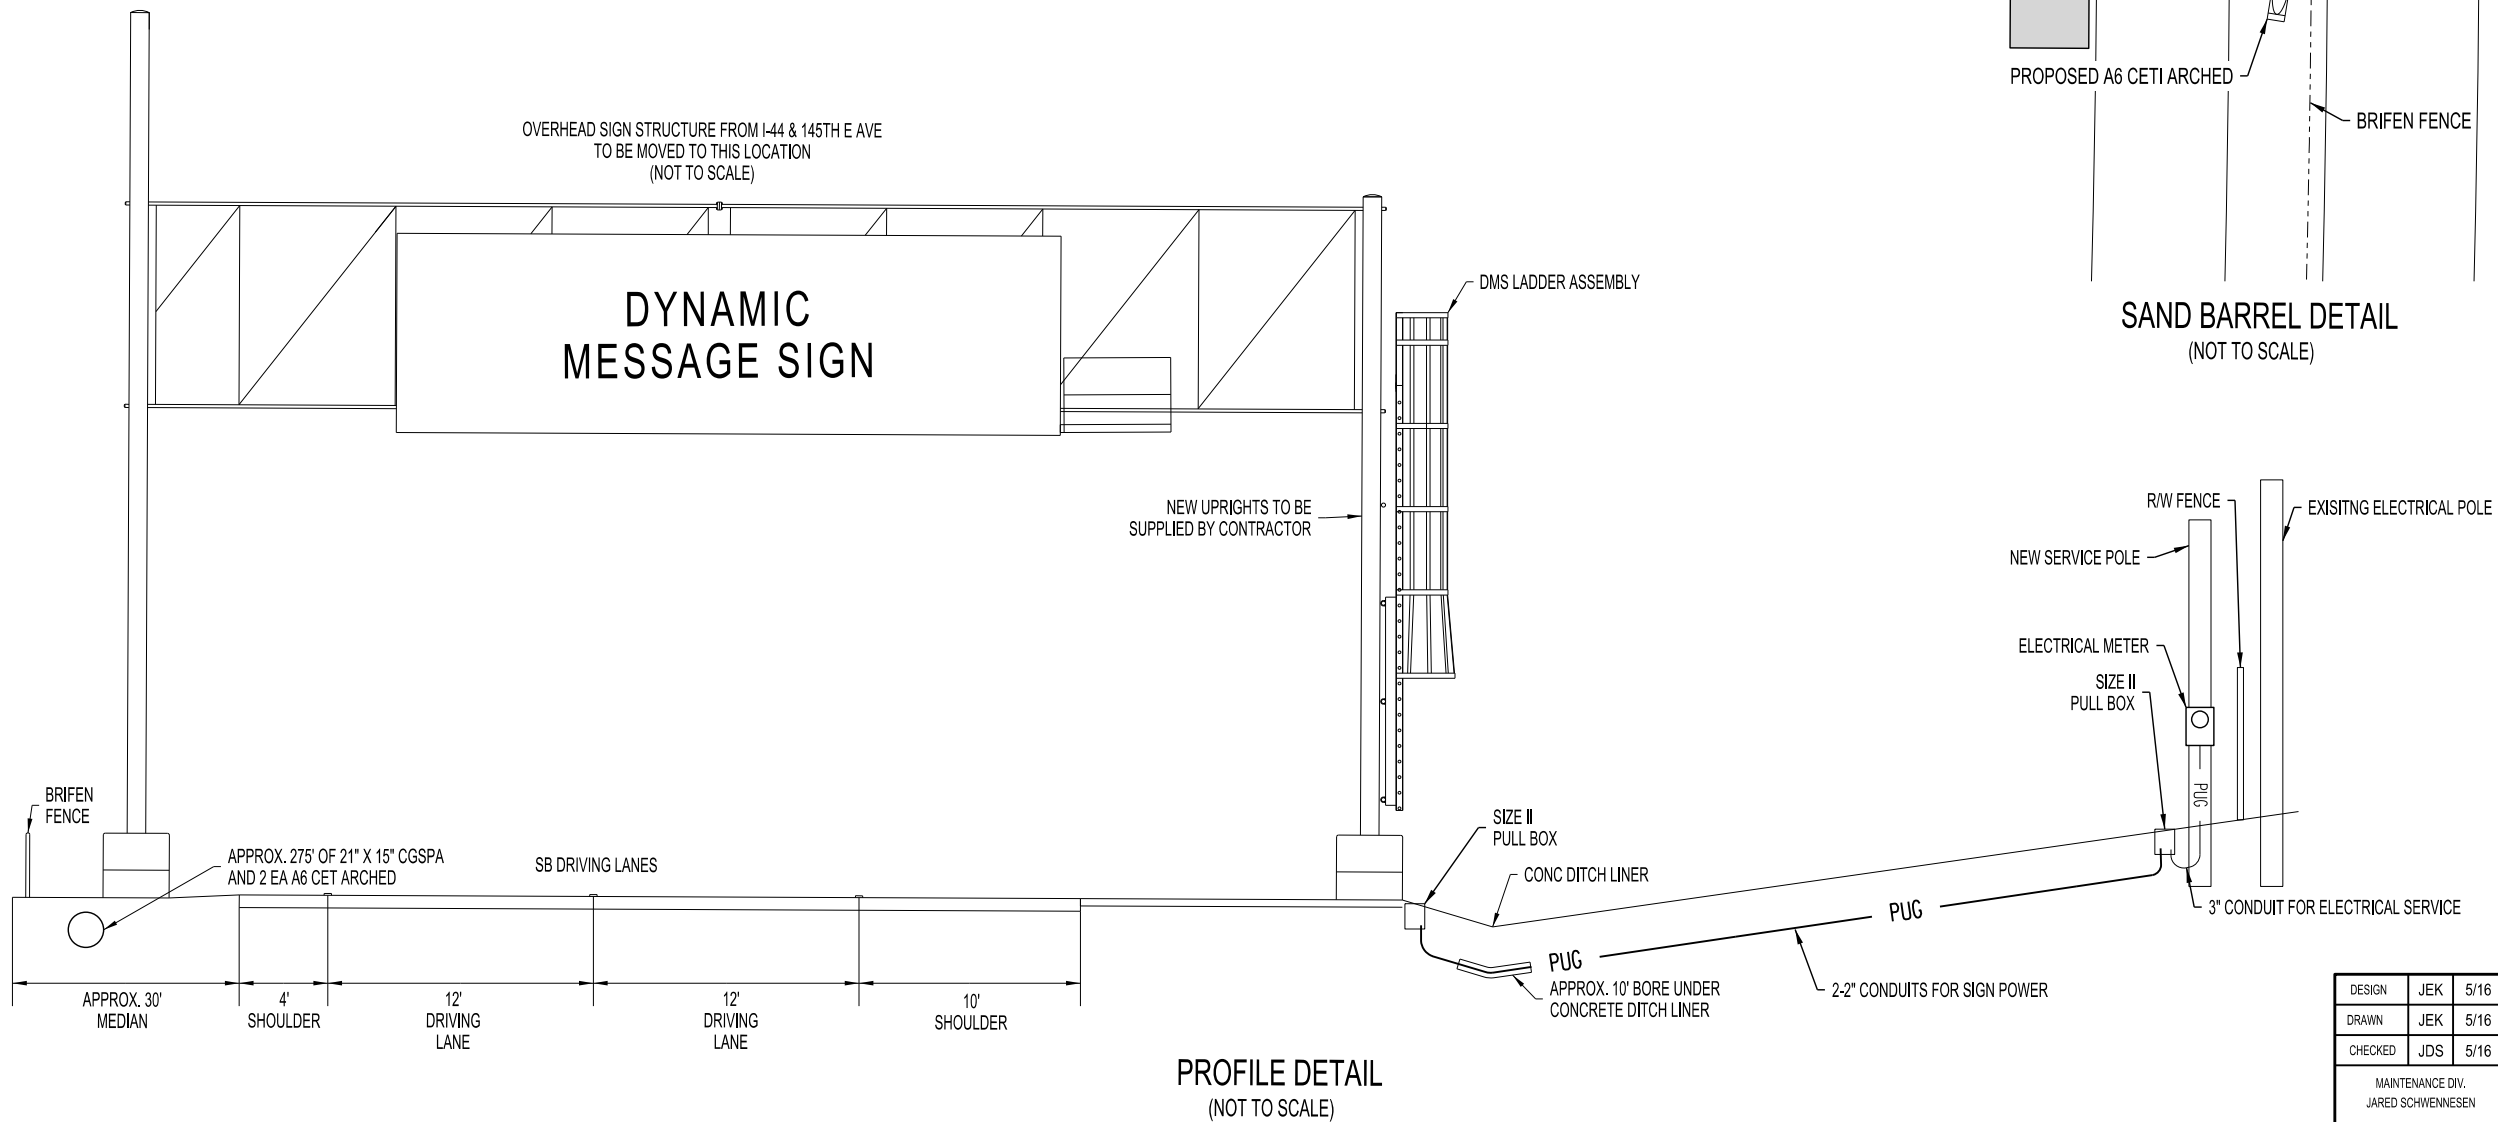 PROPOSED A6 CETI ARCHED
BRIFEN FENCE
SAND BARREL DETAIL
(NOT TO SCALE)
OVERHEAD SIGN STRUCTURE FROM I-44 & 145TH E AVE
TO BE MOVED TO THIS LOCATION
(NOT TO SCALE)
DYNAMIC
MESSAGE SIGN
DMS LADDER ASSEMBLY
NEW UPRIGHTS TO BE
SUPPLIED BY CONTRACTOR
R/W FENCE
EXISITNG ELECTRICAL POLE
NEW SERVICE POLE
ELECTRICAL METER
SIZE II
PULL BOX
PUG
BRIFEN
FENCE
APPROX. 275' OF 21" X 15" CGSPA
AND 2 EA A6 CET ARCHED
SB DRIVING LANES
SIZE II
PULL BOX
CONC DITCH LINER
PUG
PUG
3" CONDUIT FOR ELECTRICAL SERVICE
APPROX. 10' BORE UNDER
CONCRETE DITCH LINER
2-2" CONDUITS FOR SIGN POWER
APPROX. 30'
MEDIAN
4'
SHOULDER
12'
DRIVING
LANE
12'
DRIVING
LANE
10'
SHOULDER
PROFILE DETAIL
(NOT TO SCALE)
DESIGN JEK 5/16
DRAWN JEK 5/16
CHECKED JDS 5/16
MAINTENANCE DIV.
JARED SCHWENNESEN